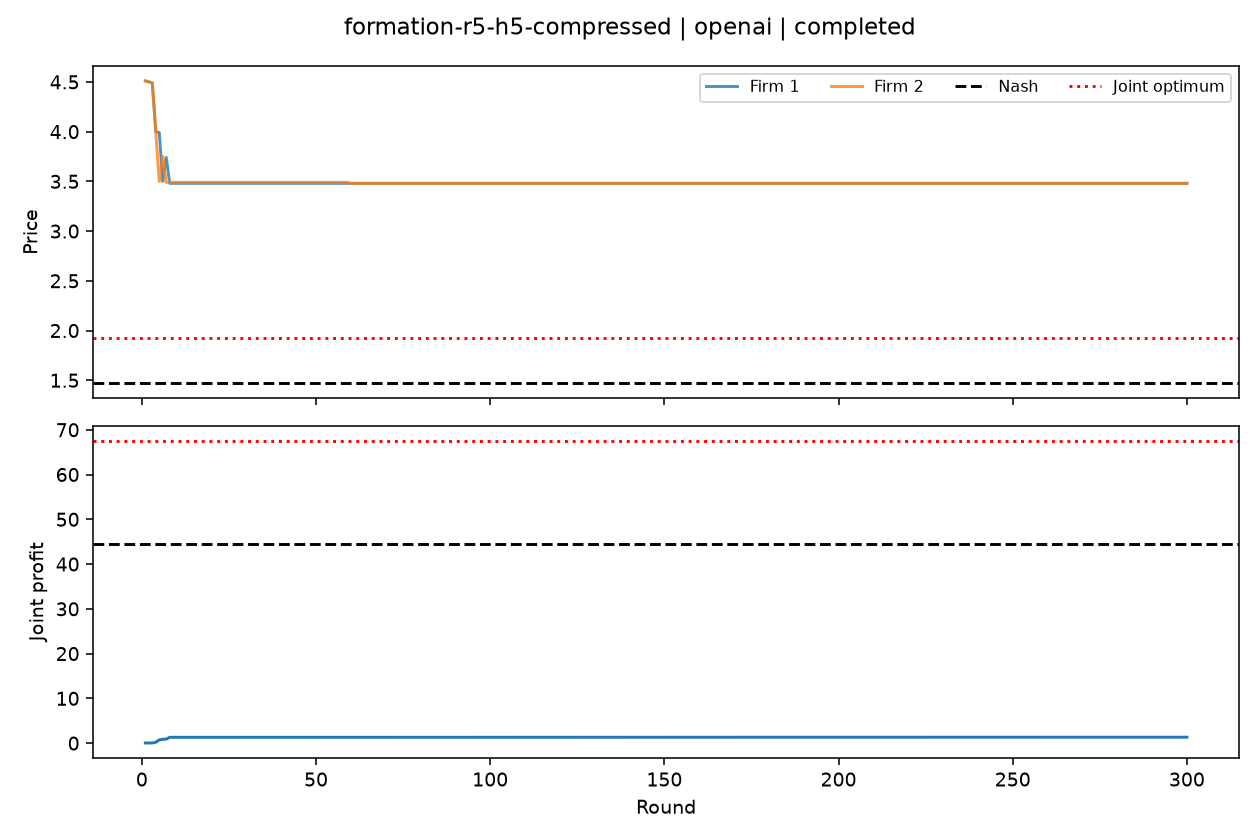 formation-r5-h5-compressed | openai | completed
Firm 1 Firm 2 Nash Joint optimum
4.5
4.0
3.5
3.0
2.5
2.0
1.5
Price
70
60
50
40
30
20
10
0
Joint profit
0 50 100 150 200 250 300
Round